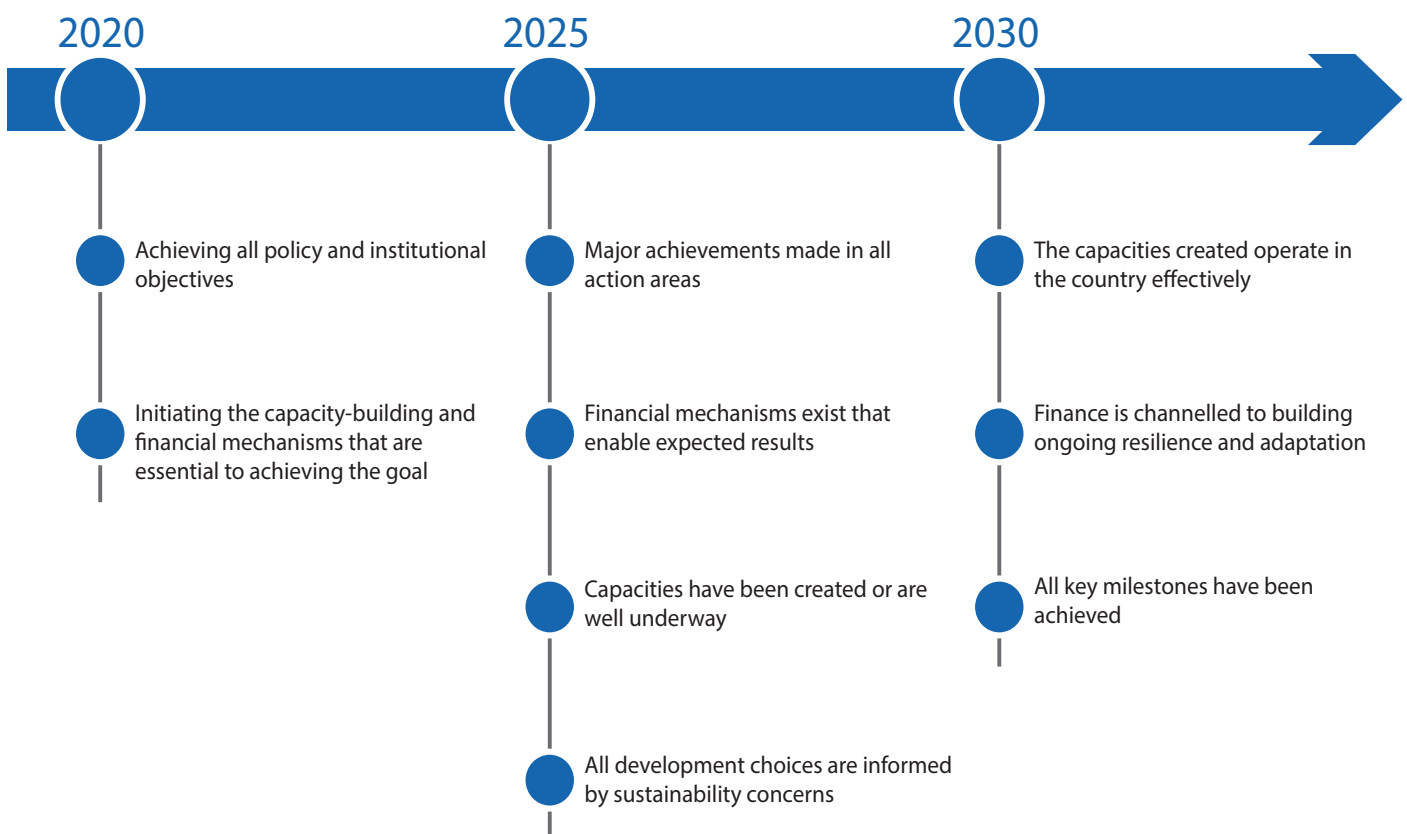 2020
Achieving all policy and institutional
objectives
Initiating the capacity-building and
financial mechanisms that are
essential to achieving the goal
2025
Major achievements made in all
action areas
Financial mechanisms exist that
enable expected results
Capacities have been created or are
well underway
All development choices are informed
by sustainability concerns
2030
The capacities created operate in
the country effectively
Finance is channelled to building
ongoing resilience and adaptation
All key milestones have been
achieved